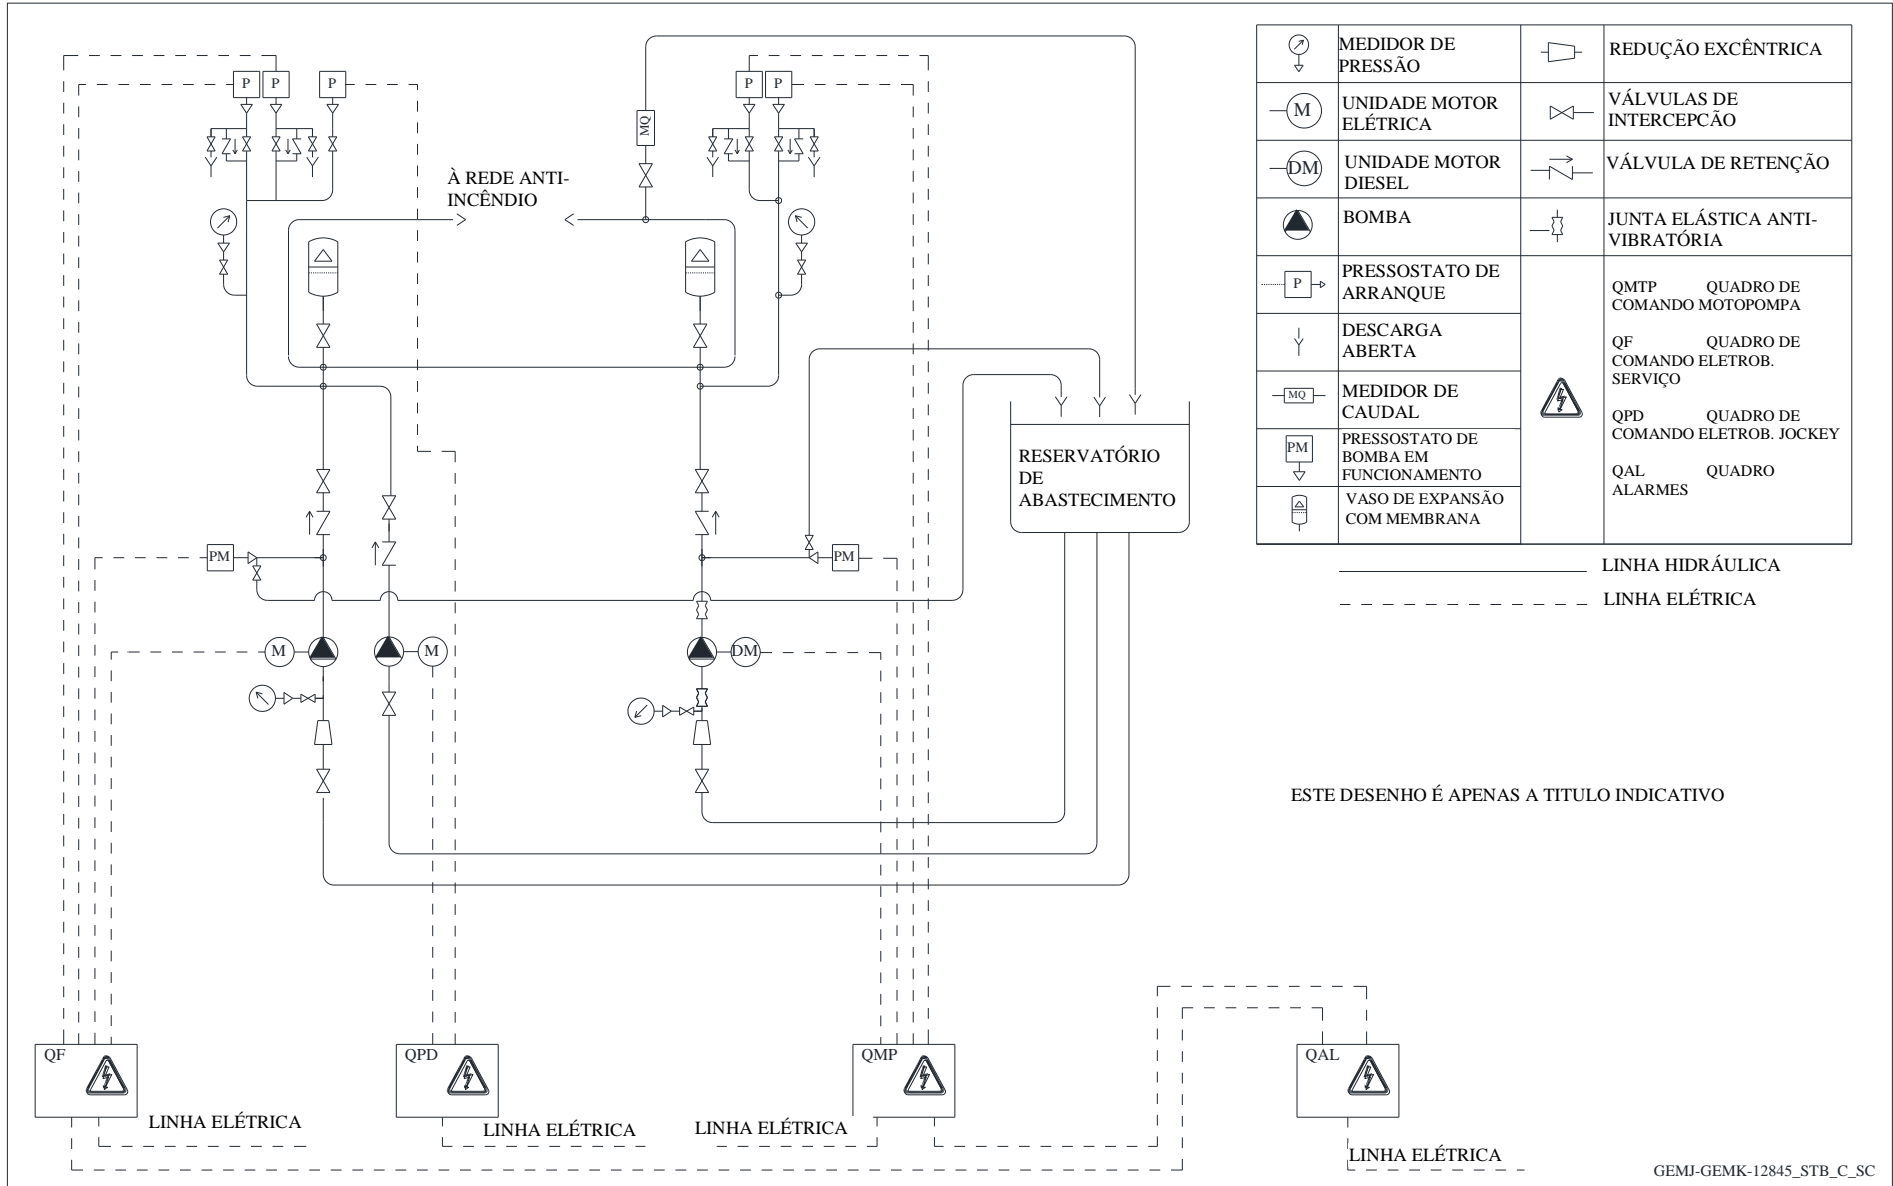 P
P
P
P
P
MQ
À REDE ANTI-
INCÊNDIO
RESERVATÓRIO
DE
ABASTECIMENTO
PM
PM
M
M
DM
QF
QPD
QMP
QAL
LINHA ELÉTRICA
LINHA ELÉTRICA
LINHA ELÉTRICA
LINHA ELÉTRICA
MEDIDOR DE
PRESSÃO
M
UNIDADE MOTOR
ELÉTRICA
DM
UNIDADE MOTOR
DIESEL
BOMBA
P
PRESSOSTATO DE
ARRANQUE
DESCARGA
ABERTA
MQ
MEDIDOR DE
CAUDAL
PM
PRESSOSTATO DE
BOMBA EM
FUNCIONAMENTO
VASO DE EXPANSÃO
COM MEMBRANA
REDUÇÃO EXCÊNTRICA
VÁLVULAS DE
INTERCEPCÃO
VÁLVULA DE RETENÇÃO
JUNTA ELÁSTICA ANTI-
VIBRATÓRIA
QMTP QUADRO DE
COMANDO MOTOPOMPA
QF QUADRO DE
COMANDO ELETROB.
SERVIÇO
QPD QUADRO DE
COMANDO ELETROB. JOCKEY
QAL QUADRO
ALARMES
LINHA HIDRÁULICA
LINHA ELÉTRICA
ESTE DESENHO É APENAS A TITULO INDICATIVO
GEMJ-GEMK-12845_STB_C_SC